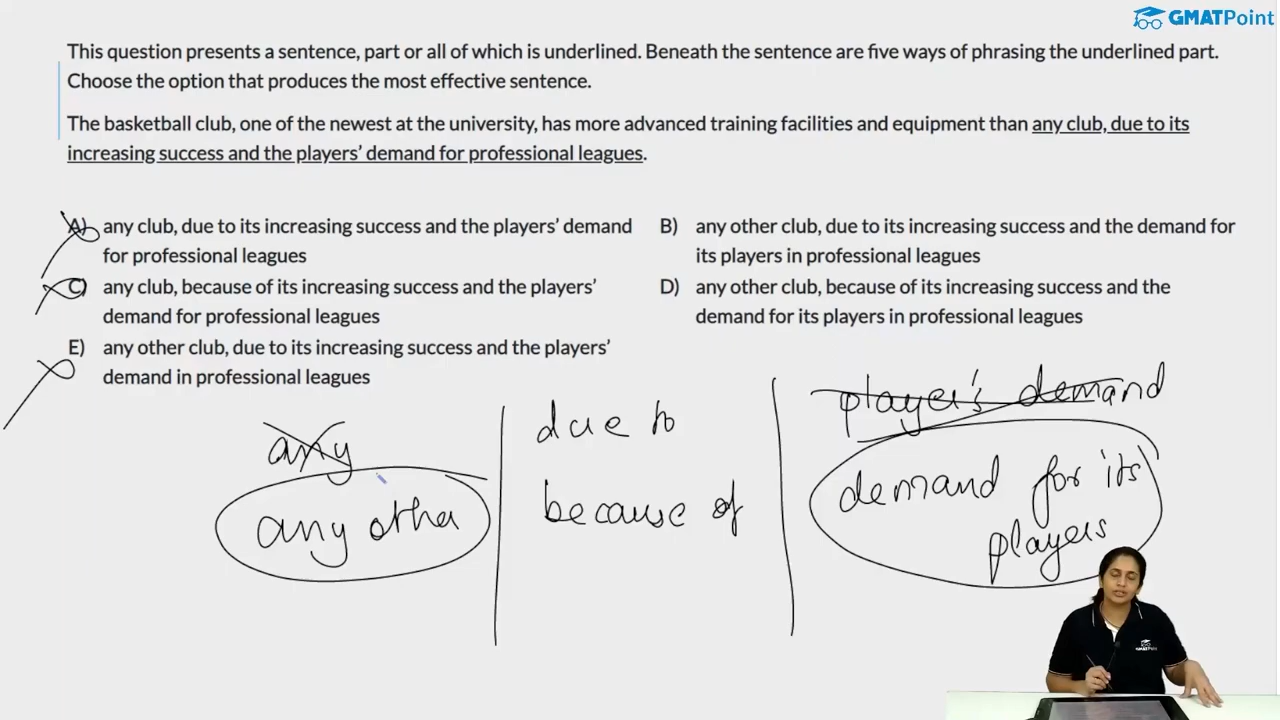 GMATPoint
This question presents a sentence, part or all of which is underlined. Beneath the sentence are five ways of phrasing the underlined part.
Choose the option that produces the most effective sentence.
The basketball club, one of the newest at the university, has more advanced training facilities and equipment than any club, due to its
increasing success and the players' demand for professional leagues.
A) any club, due to its increasing success and the players' demand
for professional leagues
B) any other club, due to its increasing success and the demand for
its players in professional leagues
C) any club, because of its increasing success and the players'
demand for professional leagues
D) any other club, because of its increasing success and the
demand for its players in professional leagues
E) any other club, due to its increasing success and the players'
demand in professional leagues
any
any other
due to
because of
player's demand
demand for its
players
GMATPoint